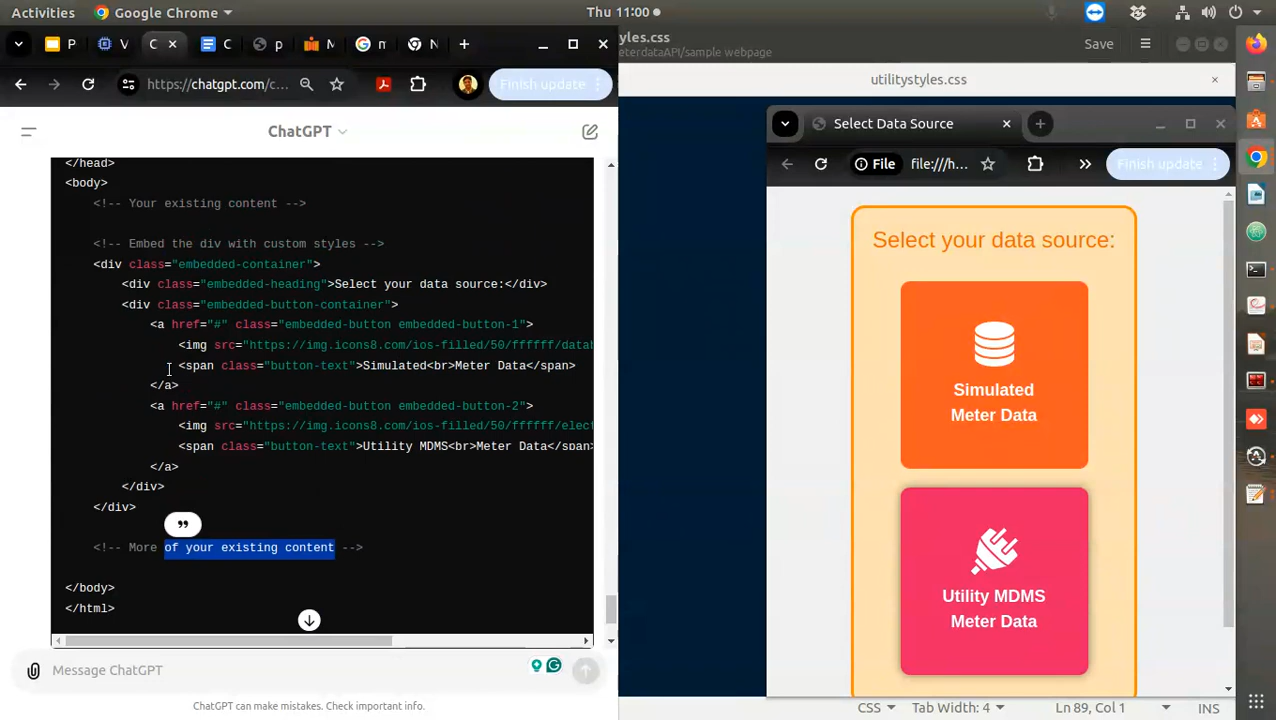 Activities
Google Chrome
Thu 11:00
P
V
C
C
p
M
m
N
https://chatgpt.com/c...
Finish update
ChatGPT
</head>
<body>
<!-- Your existing content -->
<!-- Embed the div with custom styles -->
<div class="embedded-container">
<div class="embedded-heading">Select your data source:</div>
<div class="embedded-button-container">
<a href="#" class="embedded-button embedded-button-1">
<img src="https://img.icons8.com/ios-filled/50/ffffff/datab
<span class="button-text">Simulated<br>Meter Data</span>
</a>
<a href="#" class="embedded-button embedded-button-2">
<img src="https://img.icons8.com/ios-filled/50/ffffff/elect
<span class="button-text">Utility MDMS<br>Meter Data</span>
</a>
</div>
</div>
<!-- More of your existing content -->
</body>
</html>
Message ChatGPT
ChatGPT can make mistakes. Check important info.
yles.css
eterdataAPI/sample webpage
Save
utilitystyles.css
Select Data Source
File
file:///h...
Finish update
Select your data source:
Simulated
Meter Data
Utility MDMS
Meter Data
CSS
Tab Width: 4
Ln 89, Col 1
INS